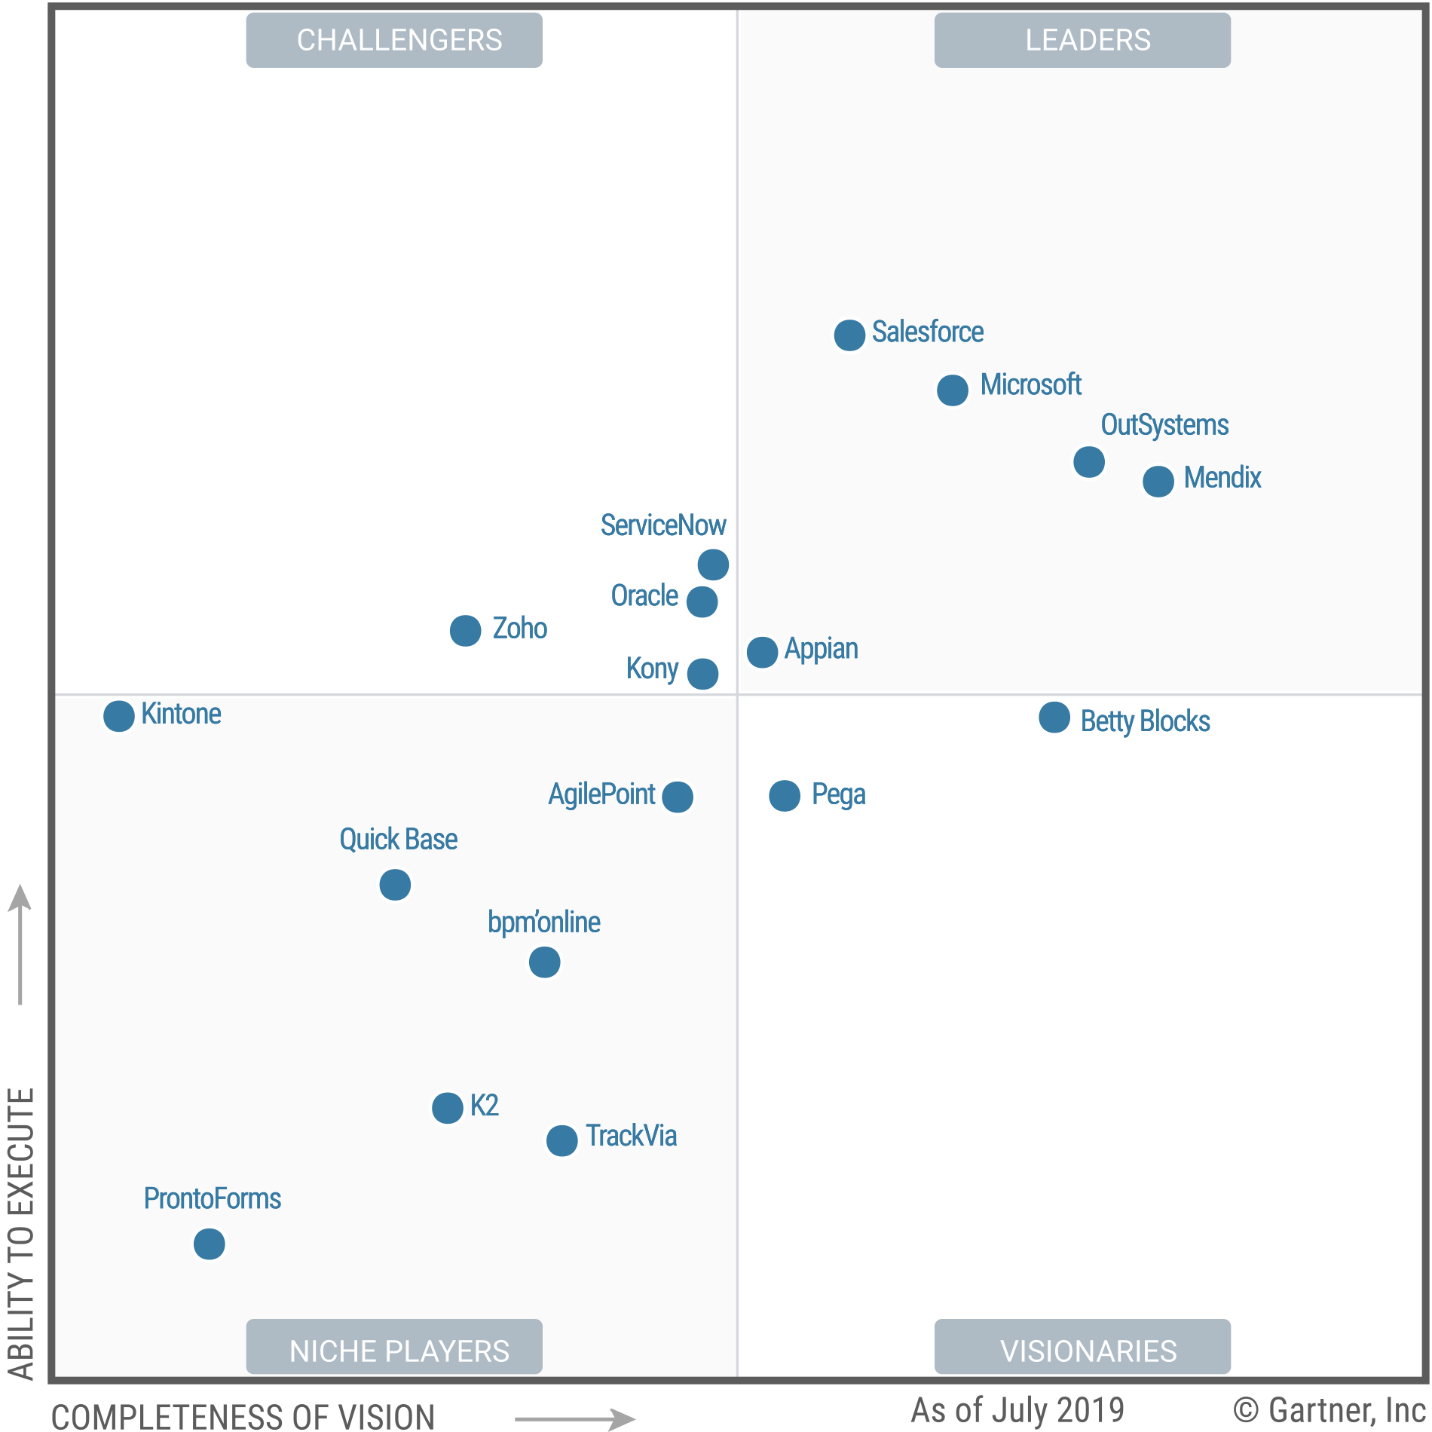 CHALLENGERS
LEADERS
Salesforce
Microsoft
OutSystems
Mendix
ServiceNow
Oracle
Zoho
Appian
Kony
Kintone
Betty Blocks
AgilePoint
Pega
Quick Base
bpm’online
K2
TrackVia
ProntoForms
NICHE PLAYERS
VISIONARIES
ABILITY TO EXECUTE
COMPLETENESS OF VISION
As of July 2019
© Gartner, Inc